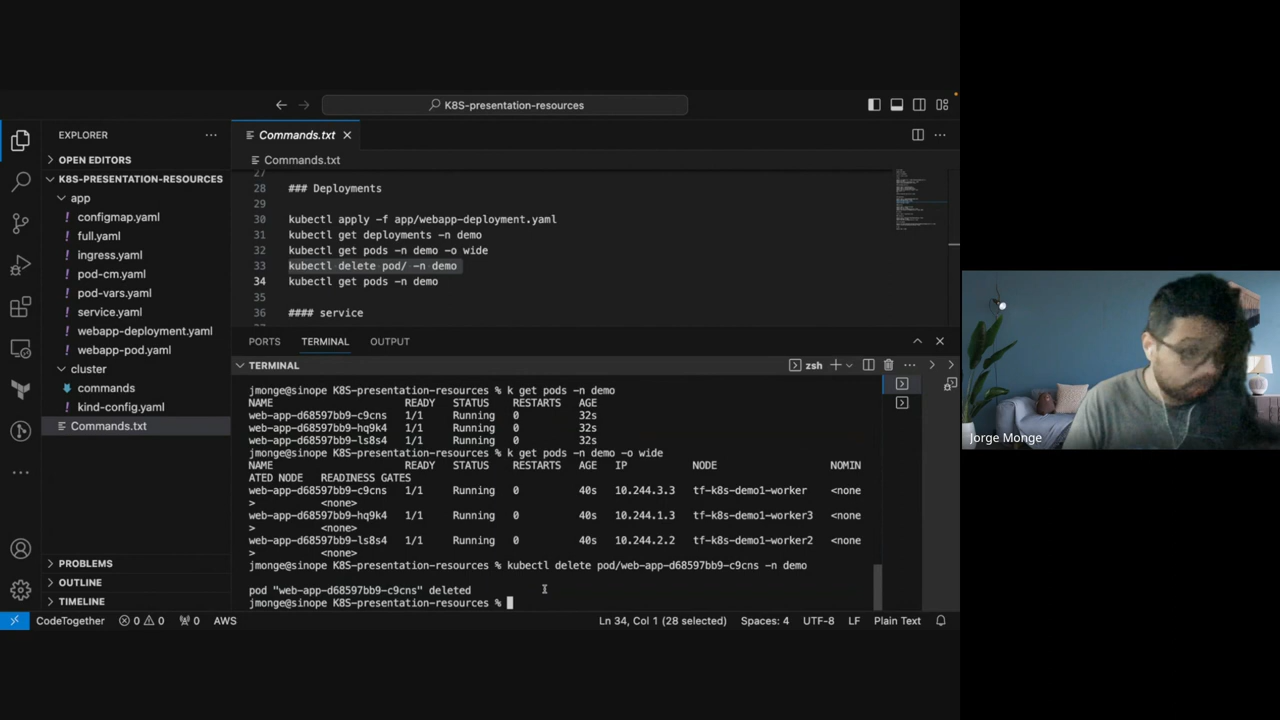 K8S-presentation-resources
EXPLORER
OPEN EDITORS
K8S-PRESENTATION-RESOURCES
app
configmap.yaml
full.yaml
ingress.yaml
pod-cm.yaml
pod-vars.yaml
service.yaml
webapp-deployment.yaml
webapp-pod.yaml
cluster
commands
kind-config.yaml
Commands.txt
PROBLEMS
OUTLINE
TIMELINE
Commands.txt
Commands.txt
27
28 ### Deployments
29
30 kubectl apply -f app/webapp-deployment.yaml
31 kubectl get deployments -n demo
32 kubectl get pods -n demo -o wide
33 kubectl delete pod/ -n demo
34 kubectl get pods -n demo
35
36 #### service
PORTS TERMINAL OUTPUT
TERMINAL
zsh
jmonge@sinope K8S-presentation-resources % k get pods -n demo
NAME READY STATUS RESTARTS AGE
web-app-d68597bb9-c9cns 1/1 Running 0 32s
web-app-d68597bb9-hq9k4 1/1 Running 0 32s
web-app-d68597bb9-ls8s4 1/1 Running 0 32s
jmonge@sinope K8S-presentation-resources % k get pods -n demo -o wide
NAME READY STATUS RESTARTS AGE IP NODE NOMIN
ATED NODE READINESS GATES
web-app-d68597bb9-c9cns 1/1 Running 0 40s 10.244.3.3 tf-k8s-demo1-worker <none
> <none>
web-app-d68597bb9-hq9k4 1/1 Running 0 40s 10.244.1.3 tf-k8s-demo1-worker3 <none
> <none>
web-app-d68597bb9-ls8s4 1/1 Running 0 40s 10.244.2.2 tf-k8s-demo1-worker2 <none
> <none>
jmonge@sinope K8S-presentation-resources % kubectl delete pod/web-app-d68597bb9-c9cns -n demo
pod "web-app-d68597bb9-c9cns" deleted
jmonge@sinope K8S-presentation-resources %
CodeTogether 0 0 0 AWS
Ln 34, Col 1 (28 selected) Spaces: 4 UTF-8 LF Plain Text
Jorge Monge